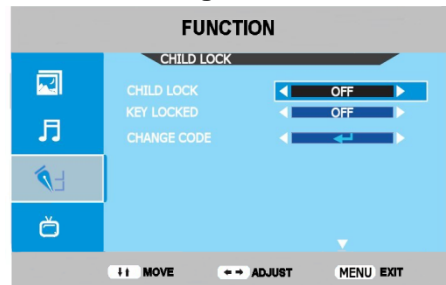 FUNCTION
CHILD LOCK
CHILD LOCK OFF
KEY LOCKED OFF
CHANGE CODE
MOVE ADJUST MENU EXIT